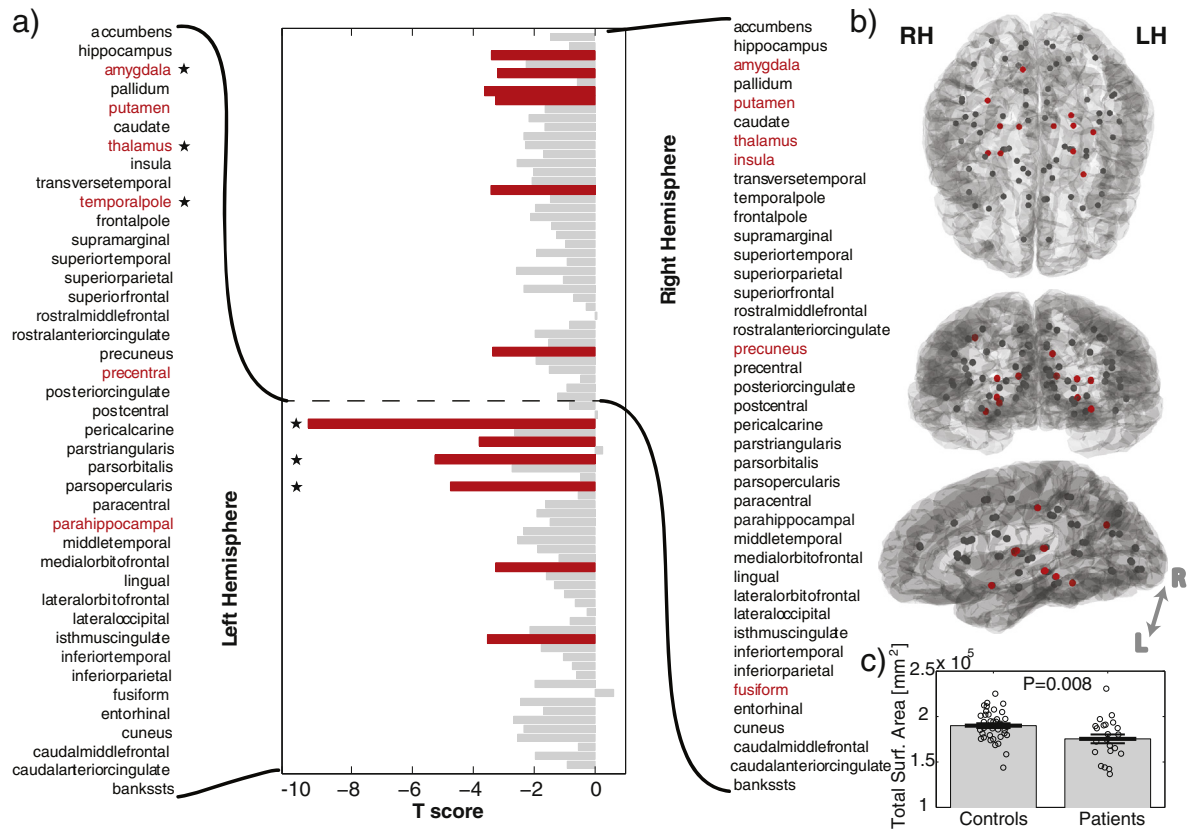 a)
accumbens
hippocampus
amygdala ★
pallidum
putamen
caudate
thalamus ★
insula
transversetemporal
temporalpole ★
frontalpole
supramarginal
superiortemporal
superiorparietal
superiorfrontal
rostralmiddlefrontal
rostralanteriorcingulate
precuneus
precentral
posteriorcingulate
postcentral
pericalcarine
parstriangularis
parsorbitalis
parsopercularis
paracentral
parahippocampal
middletemporal
medialorbitofrontal
lingual
lateralorbitofrontal
lateraloccipital
isthmuscingulate
inferiortemporal
inferiorparietal
fusiform
entorhinal
cuneus
caudalmiddlefrontal
caudalanteriorcingulate
bankssts
Left Hemisphere
★
★
★
-10 −8 −6 −4 −2 0
T score
Right Hemisphere
accumbens
hippocampus
amygdala
pallidum
putamen
caudate
thalamus
insula
transversetemporal
temporalpole
frontalpole
supramarginal
superiortemporal
superiorparietal
superiorfrontal
rostralmiddlefrontal
rostralanteriorcingulate
precuneus
precentral
posteriorcingulate
postcentral
pericalcarine
parstriangularis
parsorbitalis
parsopercularis
paracentral
parahippocampal
middletemporal
medialorbitofrontal
lingual
lateralorbitofrontal
lateraloccipital
isthmuscingulate
inferiortemporal
inferiorparietal
fusiform
entorhinal
cuneus
caudalmiddlefrontal
caudalanteriorcingulate
bankssts
b)
RH LH
R
L
c)
2.5 x 10⁵
2
1.5
1
Total Surf. Area [mm²]
P=0.008
Controls Patients